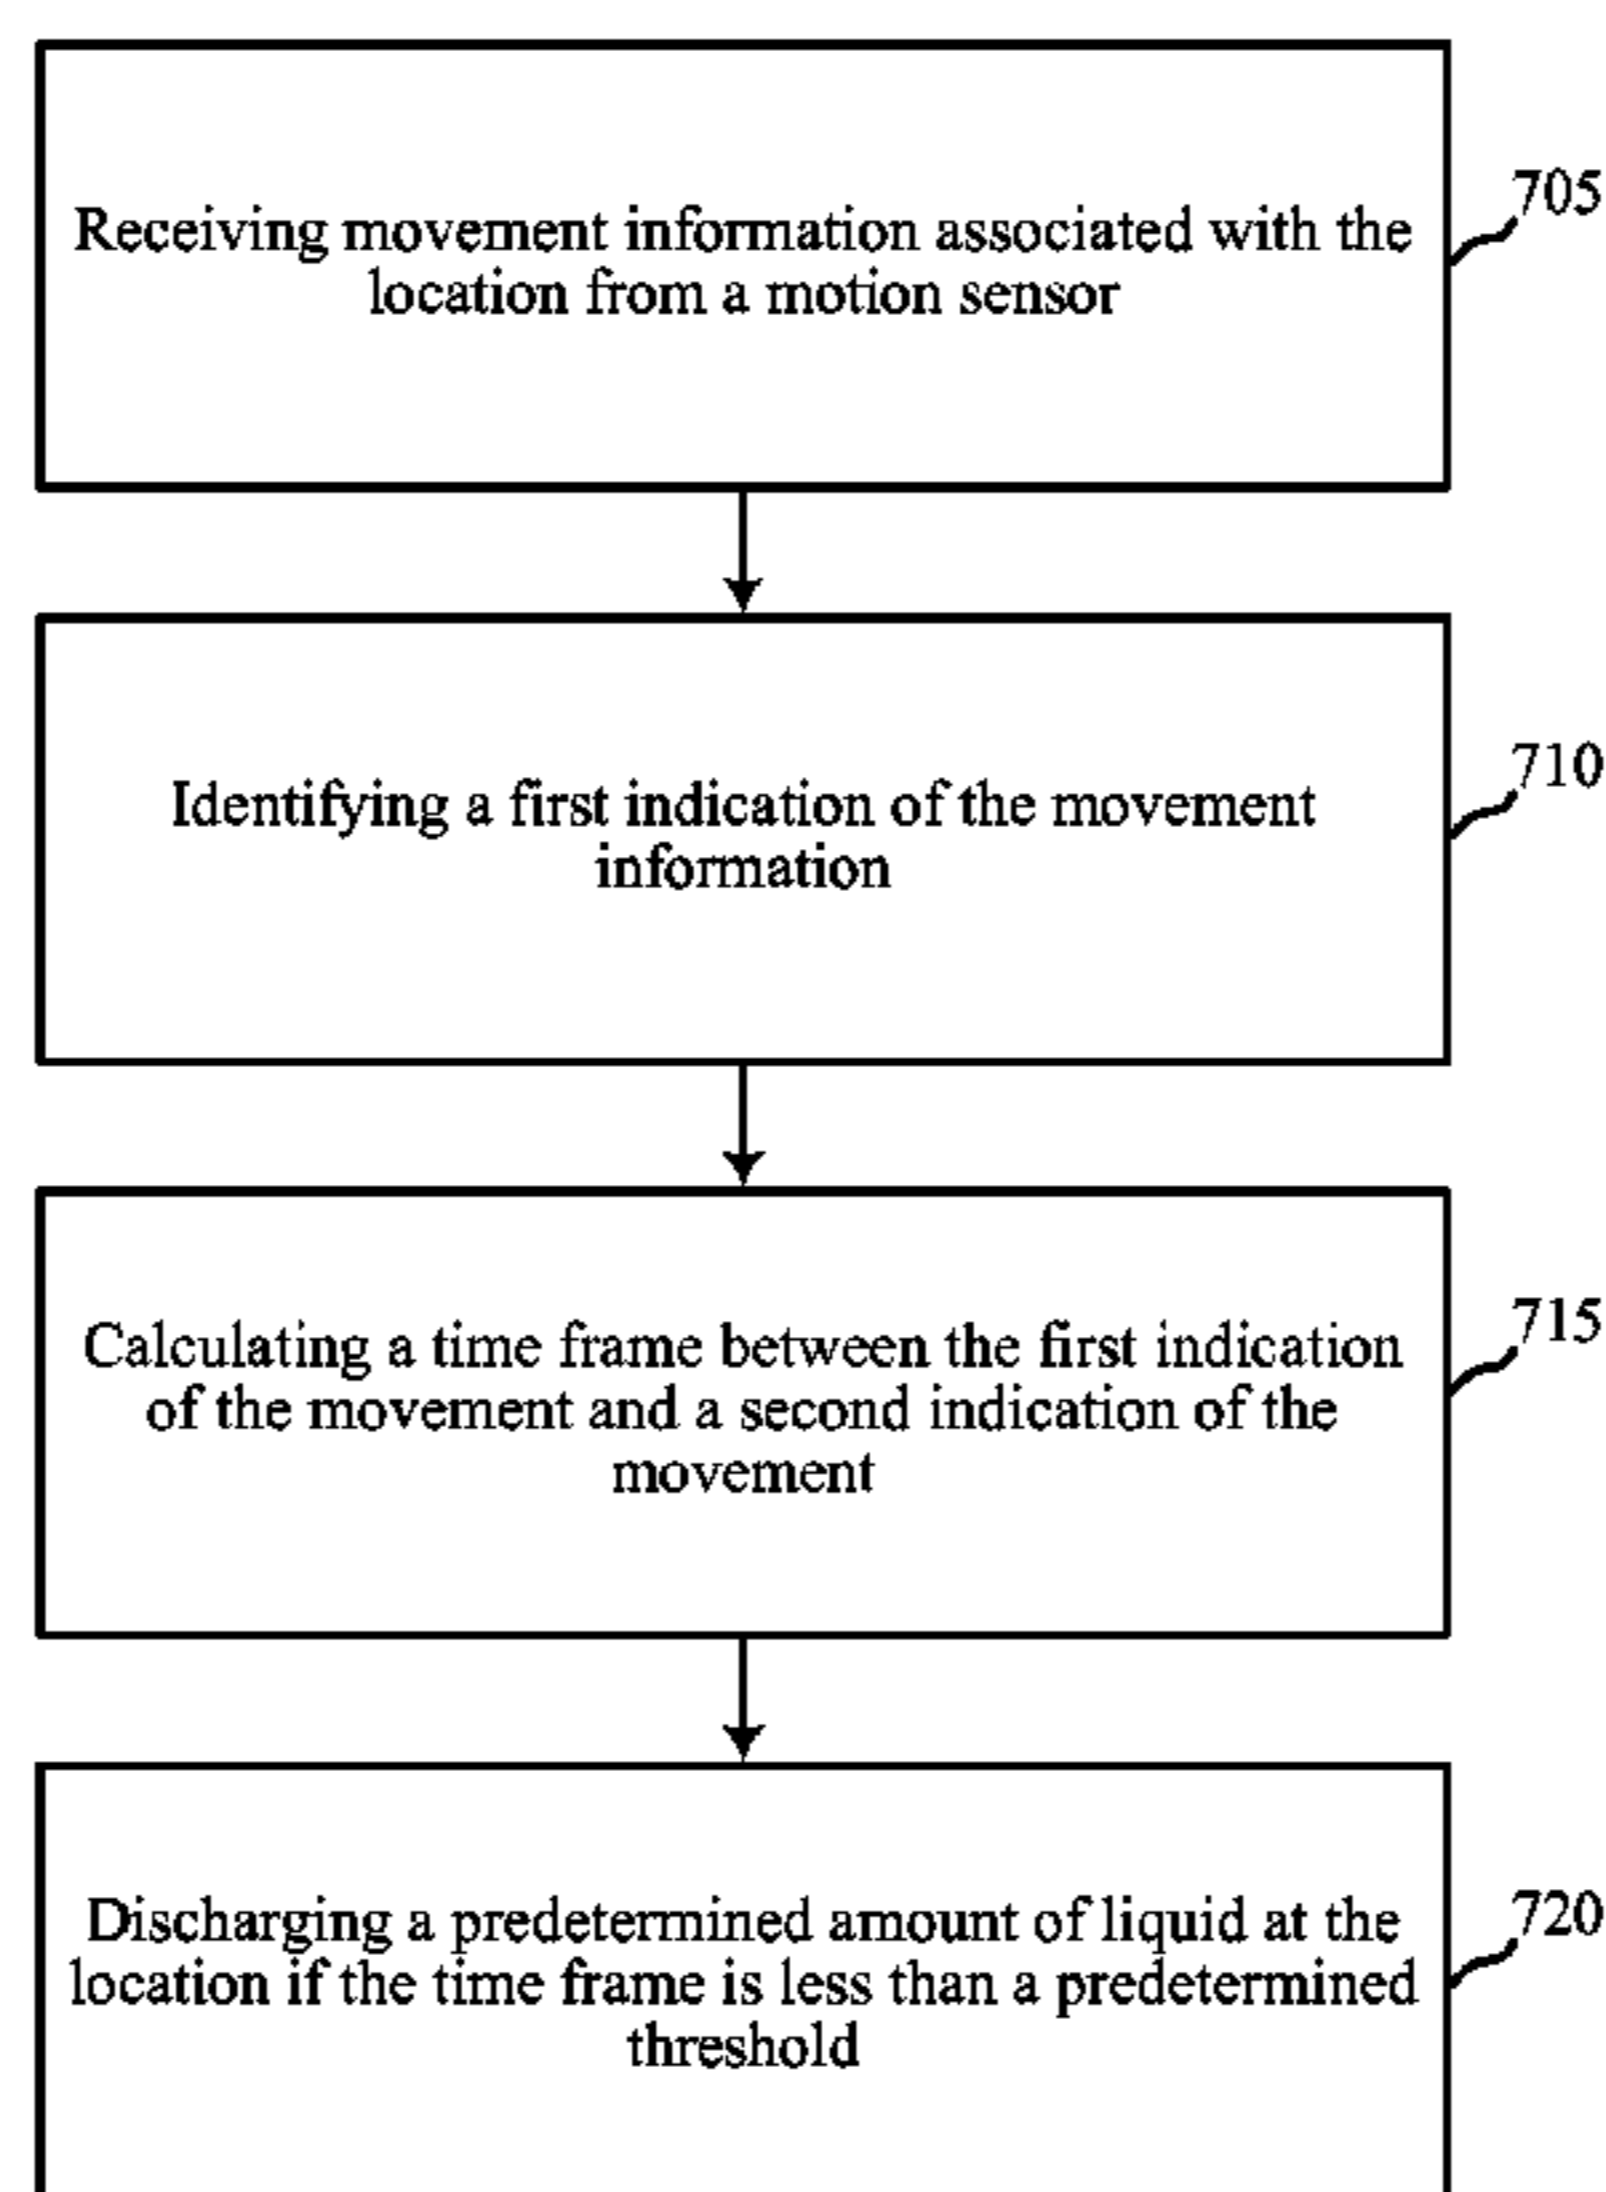 Receiving movement information associated with the
location from a motion sensor
705
Identifying a first indication of the movement
information
710
Calculating a time frame between the first indication
of the movement and a second indication of the
movement
715
Discharging a predetermined amount of liquid at the
location if the time frame is less than a predetermined
threshold
720